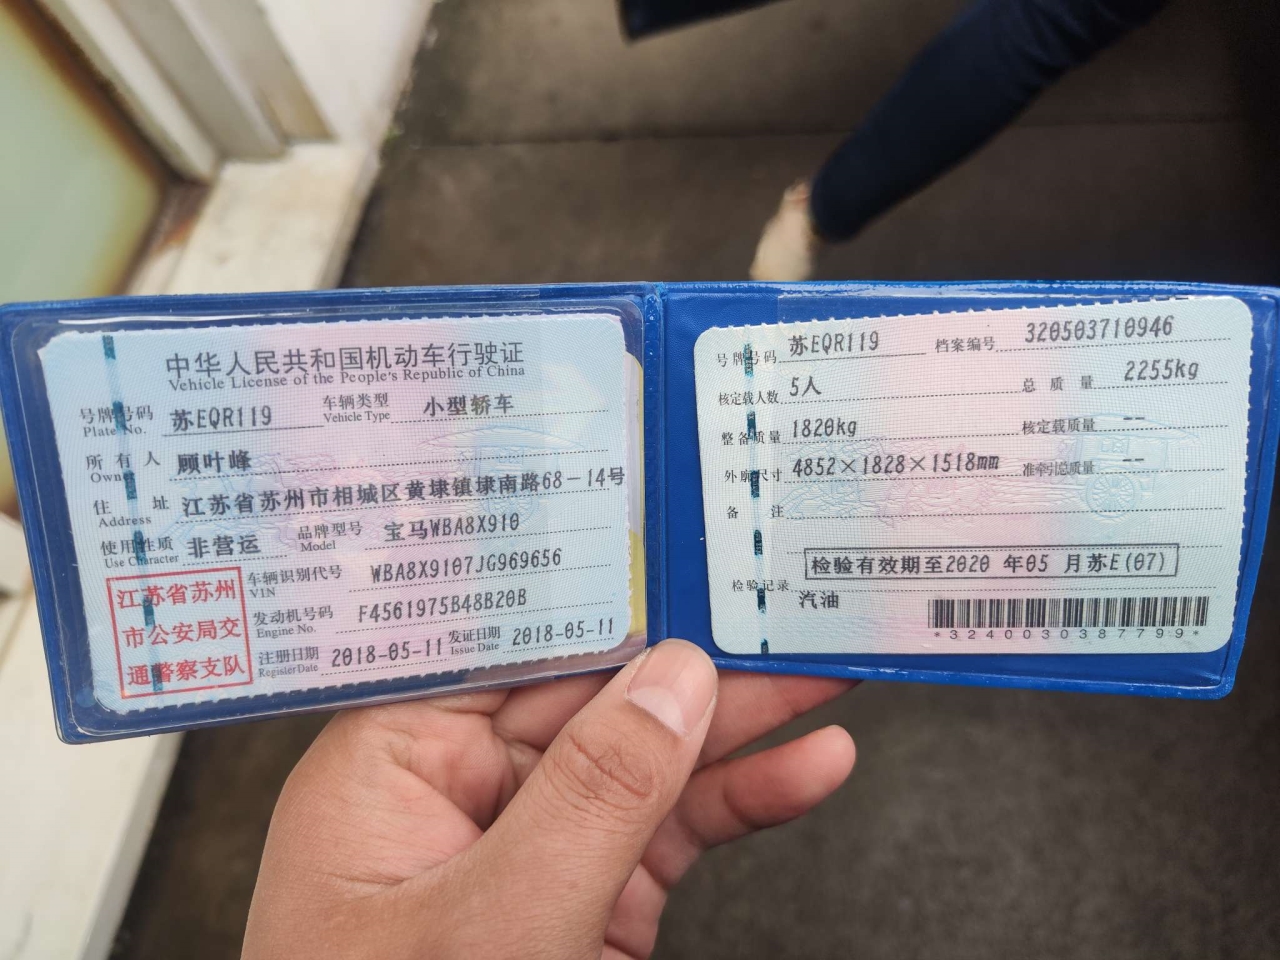 中华人民共和国机动车行驶证
Vehicle License of the People's Republic of China
号牌号码 苏EQR119 车辆类型 小型轿车
Plate No. Vehicle Type
所有人 顾叶峰
Owner
住址 江苏省苏州市相城区黄埭镇埭南路68-14号
Address
使用性质 非营运 品牌型号 宝马WBA8X910
Use Character Model
江苏省苏州
市公安局交
通警察支队
车辆识别代号 WBA8X9107JG969656
VIN
发动机号码 F4561975B48B20B
Engine No.
注册日期 2018-05-11 发证日期 2018-05-11
Register Date Issue Date
号牌号码 苏EQR119 档案编号 320503710946
核定载人数 5人 总质量 2255kg
整备质量 1820kg 核定载质量 --
外廓尺寸 4852×1828×1518mm 准牵引总质量 --
备注
检验有效期至2020年05月苏E(07)
检验记录
汽油
*3240030387799*